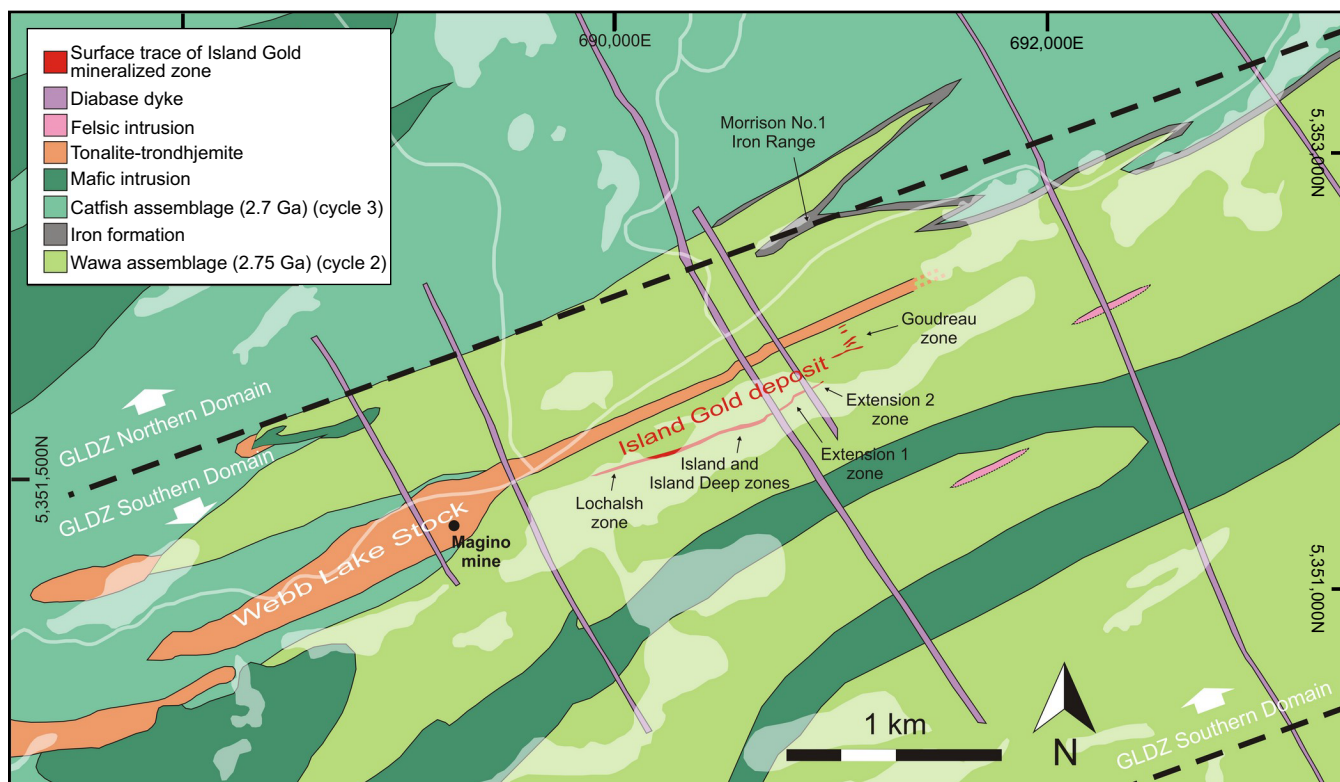 690,000E
692,000E
Surface trace of Island Gold
mineralized zone
Diabase dyke
Felsic intrusion
Tonalite-trondhjemite
Mafic intrusion
Catfish assemblage (2.7 Ga) (cycle 3)
Iron formation
Wawa assemblage (2.75 Ga) (cycle 2)
Morrison No.1
Iron Range
5,353,000N
GLDZ Northern Domain
GLDZ Southern Domain
5,351,500N
Goudreau
zone
Island Gold deposit
Extension 2
zone
Extension 1
zone
Island and
Island Deep zones
Lochalsh
zone
Webb Lake Stock
Magino
mine
5,351,000N
1 km
N
GLDZ Southern Domain